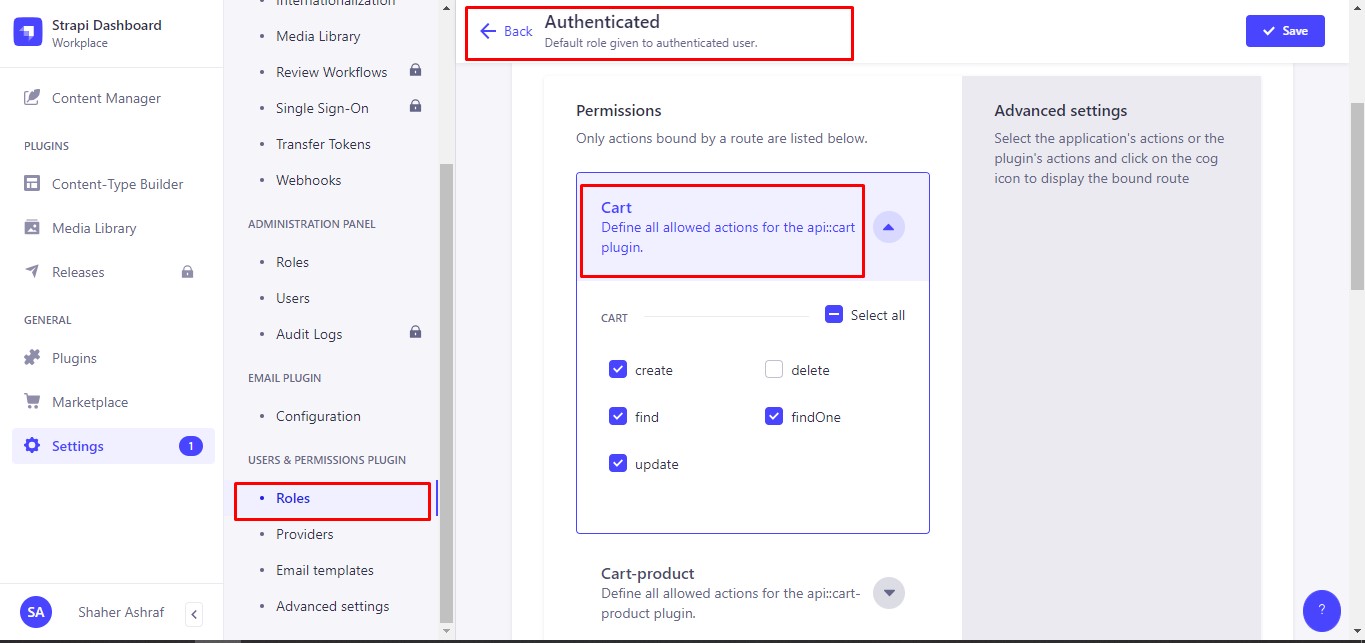 Strapi Dashboard
Workplace
Content Manager
PLUGINS
Content-Type Builder
Media Library
Releases
GENERAL
Plugins
Marketplace
Settings
1
SA
Shaher Ashraf
Internationalization
Media Library
Review Workflows
Single Sign-On
Transfer Tokens
Webhooks
ADMINISTRATION PANEL
Roles
Users
Audit Logs
EMAIL PLUGIN
Configuration
USERS & PERMISSIONS PLUGIN
Roles
Providers
Email templates
Advanced settings
Back
Authenticated
Default role given to authenticated user.
Save
Permissions
Only actions bound by a route are listed below.
Cart
Define all allowed actions for the api::cart
plugin.
CART
Select all
create
delete
find
findOne
update
Cart-product
Define all allowed actions for the api::cart-
product plugin.
Advanced settings
Select the application's actions or the
plugin's actions and click on the cog
icon to display the bound route
?